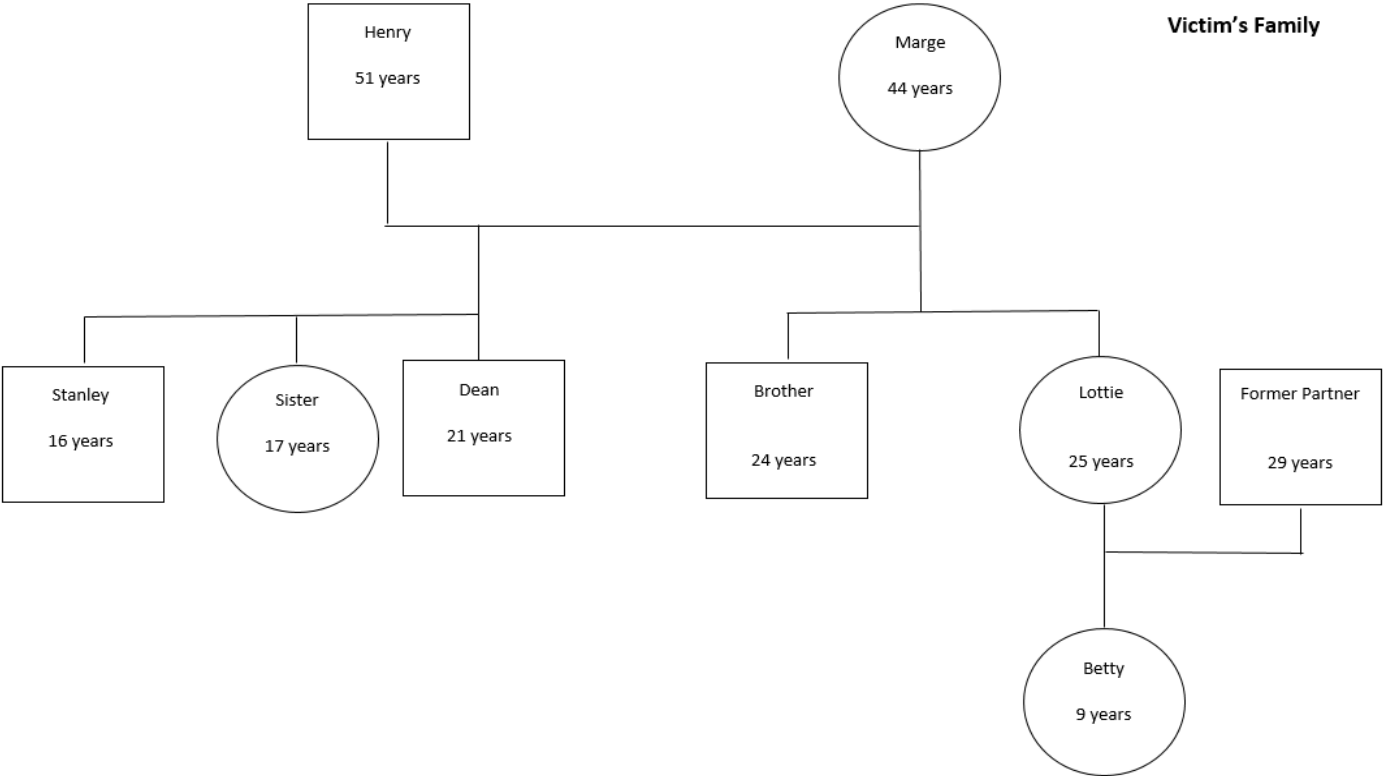 Victim’s Family
Henry
51 years
Marge
44 years
Stanley
16 years
Sister
17 years
Dean
21 years
Brother
24 years
Lottie
25 years
Former Partner
29 years
Betty
9 years